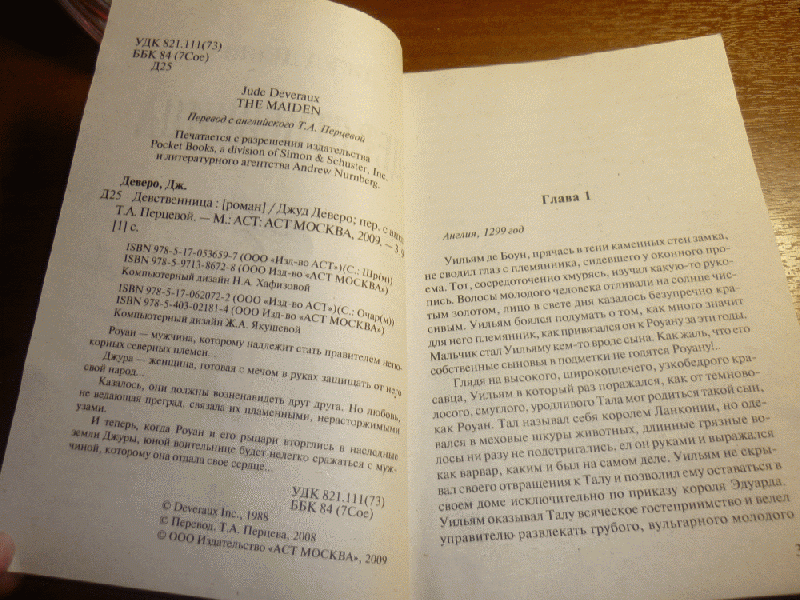 УДК 821.111(73)
ББК 84 (7Сое)
Д25
Jude Deveraux
THE MAIDEN
Перевод с английского Т.А. Перчевой
Печатается с разрешения издательства
Pocket Books, a division of Simon & Schuster, Inc.
и литературного агентства Andrew Nurnberg.
Деверо, Дж.
Д25 Девственница : [роман] / Джуд Деверо; пер. с англ.
Т.А. Перцевой. — М.: АСТ: АСТ МОСКВА, 2009. — 3
[1] с.
ISBN 978-5-17-053659-7 (ООО «Изд-во АСТ»)(С.: Шр(м)
ISBN 978-5-9713-8672-8 (ООО Изд-во «АСТ МОСКВА»)
Компьютерный дизайн Н.А. Хафизовой
ISBN 978-5-17-062072-2 (ООО «Изд-во АСТ»)(С.: Очар(м))
ISBN 978-5-403-02181-4 (ООО Изд-во «АСТ МОСКВА»)
Компьютерный дизайн Ж.А. Якушевой
Роуан — мужчина, которому надлежит стать правителем непо-
корных северных племен...
Джура — женщина, готовая с мечом в руках защищать от него
свой народ...
Казалось, они должны возненавидеть друг друга. Но любовь,
не ведающая преград, связала их пламенными, нерасторжимыми
узами.
И теперь, когда Роуан и его рыцари вторглись в наследные
земли Джуры, юной воительнице будет нелегко сражаться с муж-
чиной, которому она отдала свое сердце...
УДК 821.111(73)
ББК 84 (7Сое)
© Deveraux Inc., 1988
© Перевод. Т.А. Перцева, 2008
© ООО Издательство «АСТ МОСКВА», 2009
Глава 1
Англия, 1299 год
Уильям де Боун, прячась в тени каменных стен замка,
не сводил глаз с племянника, сидевшего у оконного про-
ема. Тот, сосредоточенно хмурясь, изучал какую-то руко-
пись. Волосы молодого человека отливали на солнце чис-
тым золотом, лицо в свете дня казалось безупречно кра-
сивым. Уильям боялся подумать о том, как много значит
для него племянник, как привязался он к Роуану за эти годы.
Мальчик стал Уильяму кем-то вроде сына. Как жаль, что его
собственные сыновья в подметки не годятся Роуану!..
Глядя на высокого, широкоплечего, узкобедрого кра-
савца, Уильям в который раз поражался, как от темново-
лосого, смуглого, уродливого Тала мог родиться такой сын,
как Роуан. Тал называл себя королем Ланконии, но оде-
вался в меховые шкуры животных, длинные грязные во-
лосы ни разу не подстригались, ел он руками и выражался
как варвар, каким и был на самом деле. Уильям не скры-
вал своего отвращения к Талу и позволил ему оставаться в
своем доме исключительно по приказу короля Эдуарда.
Уильям оказывал Талу всяческое гостеприимство и велел
управителю развлекать грубого, вульгарного молодого